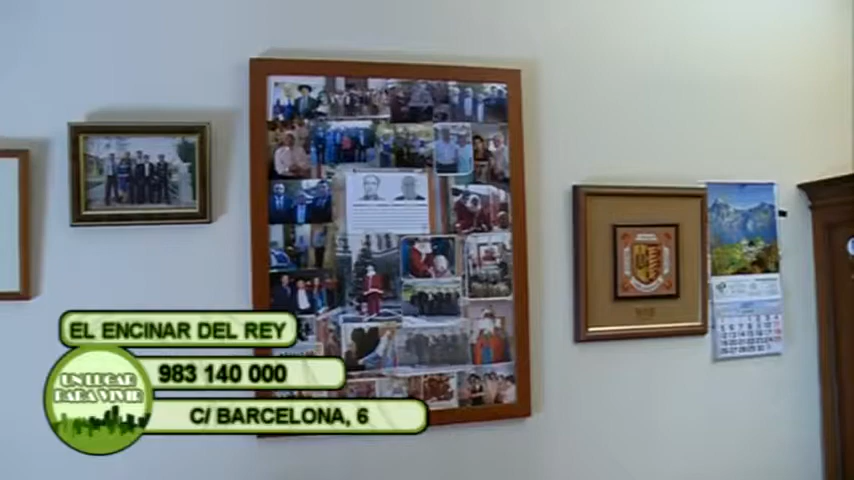 EL ENCINAR DEL REY
983 140 000
C/ BARCELONA, 6
UN LUGAR
PARA VIVIR